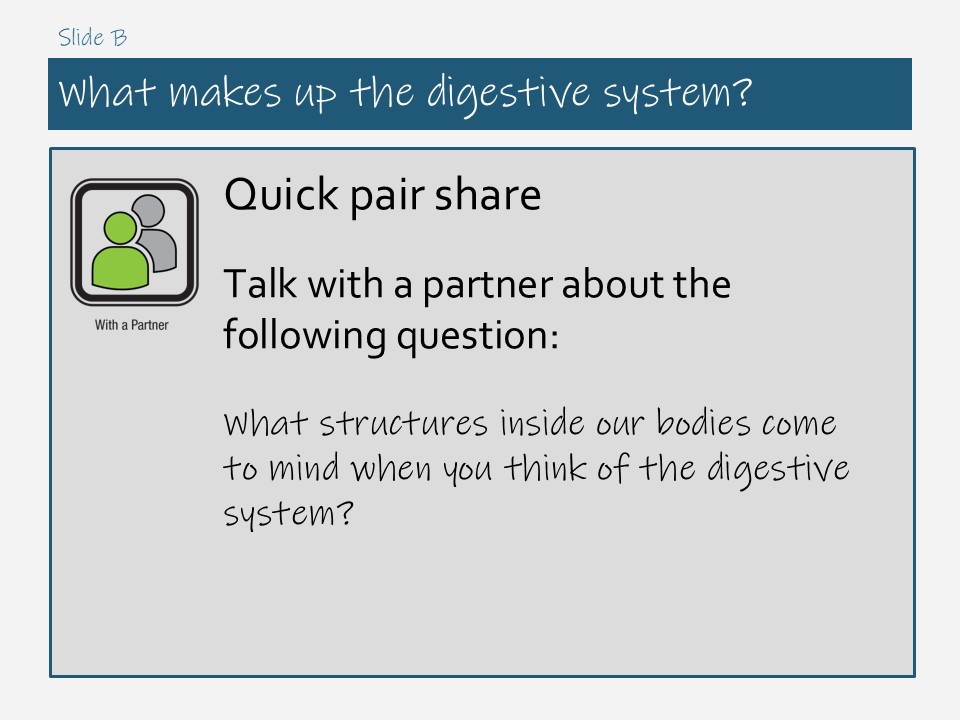 Slide B
What makes up the digestive system?
Quick pair share
With a Partner
Talk with a partner about the
following question:
What structures inside our bodies come
to mind when you think of the digestive
system?